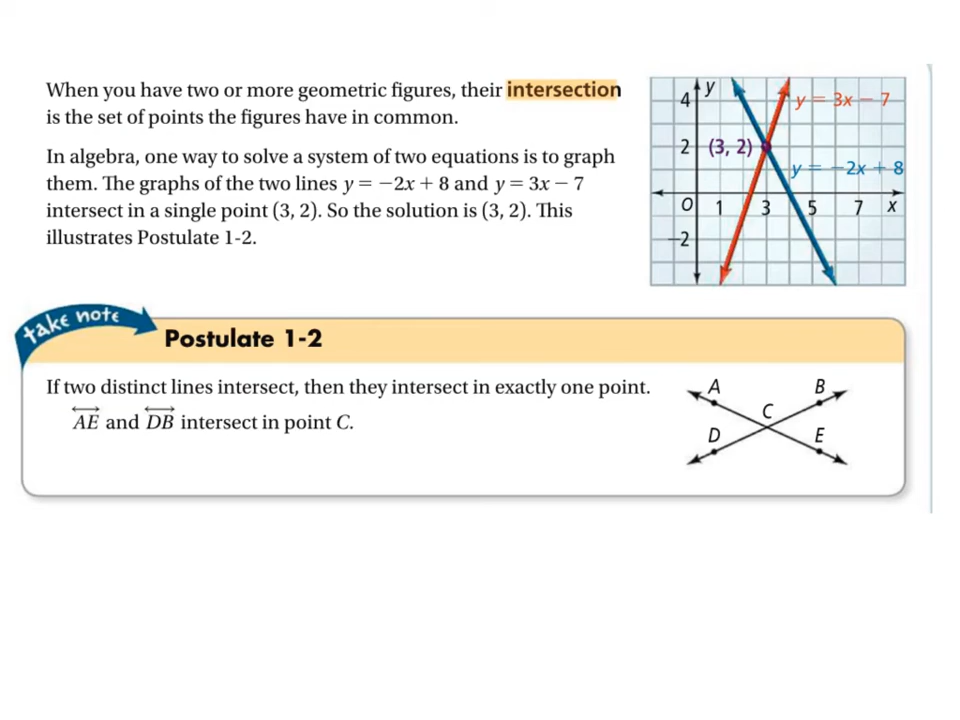 When you have two or more geometric figures, their intersection
is the set of points the figures have in common.
In algebra, one way to solve a system of two equations is to graph
them. The graphs of the two lines y = −2x + 8 and y = 3x − 7
intersect in a single point (3, 2). So the solution is (3, 2). This
illustrates Postulate 1-2.
y
4
y = 3x − 7
2
(3, 2)
y = −2x + 8
O 1 3 5 7 x
−2
take note
Postulate 1-2
If two distinct lines intersect, then they intersect in exactly one point.
AE and DB intersect in point C.
A B
C
D E